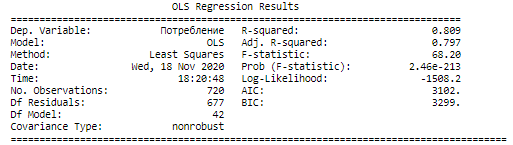 OLS Regression Results
==============================================================================
Dep. Variable: Потребление R-squared: 0.809
Model: OLS Adj. R-squared: 0.797
Method: Least Squares F-statistic: 68.20
Date: Wed, 18 Nov 2020 Prob (F-statistic): 2.46e-213
Time: 18:20:48 Log-Likelihood: -1508.2
No. Observations: 720 AIC: 3102.
Df Residuals: 677 BIC: 3299.
Df Model: 42
Covariance Type: nonrobust
======================================================================================